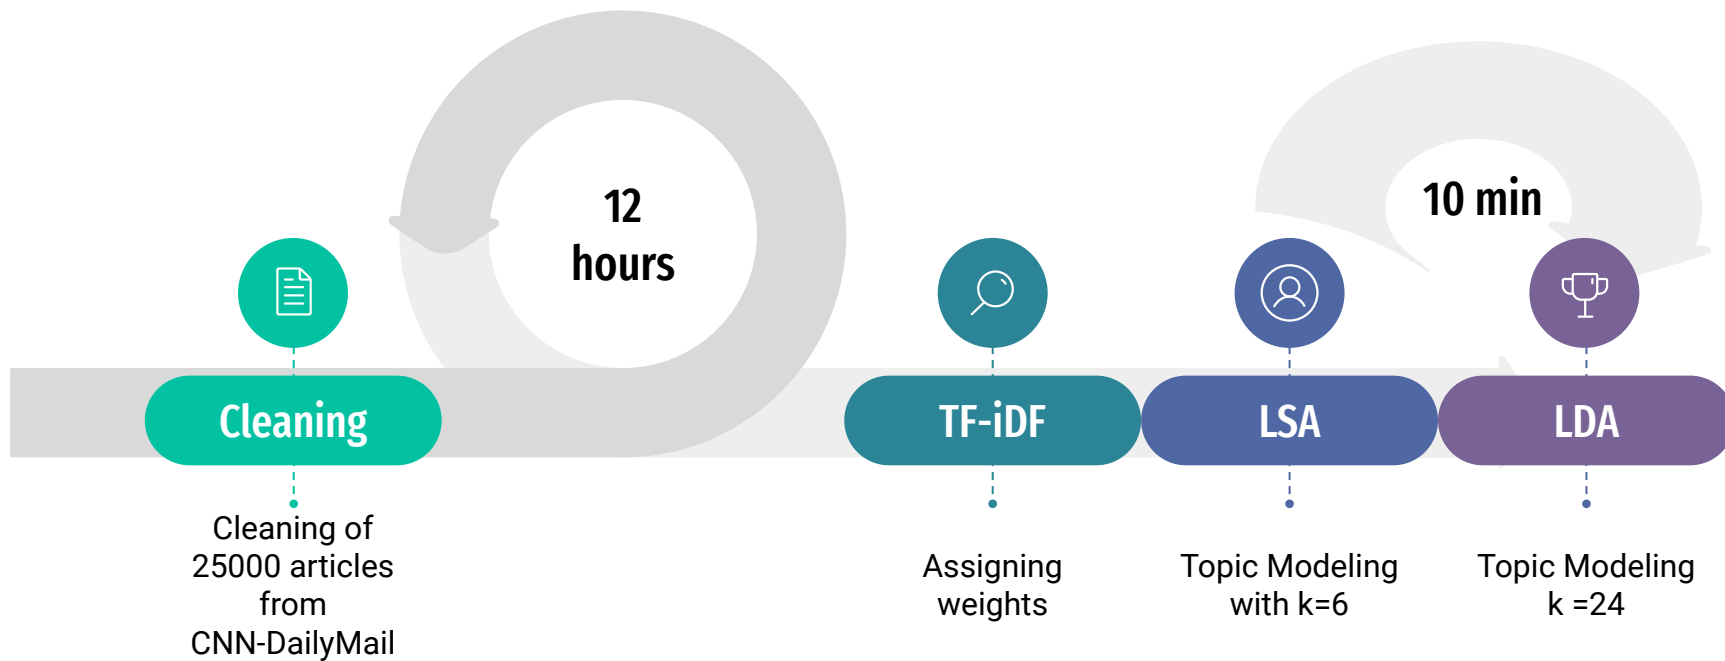 12
hours
10 min
Cleaning
TF-iDF
LSA
LDA
Cleaning of
25000 articles
from
CNN-DailyMail
Assigning
weights
Topic Modeling
with k=6
Topic Modeling
k =24